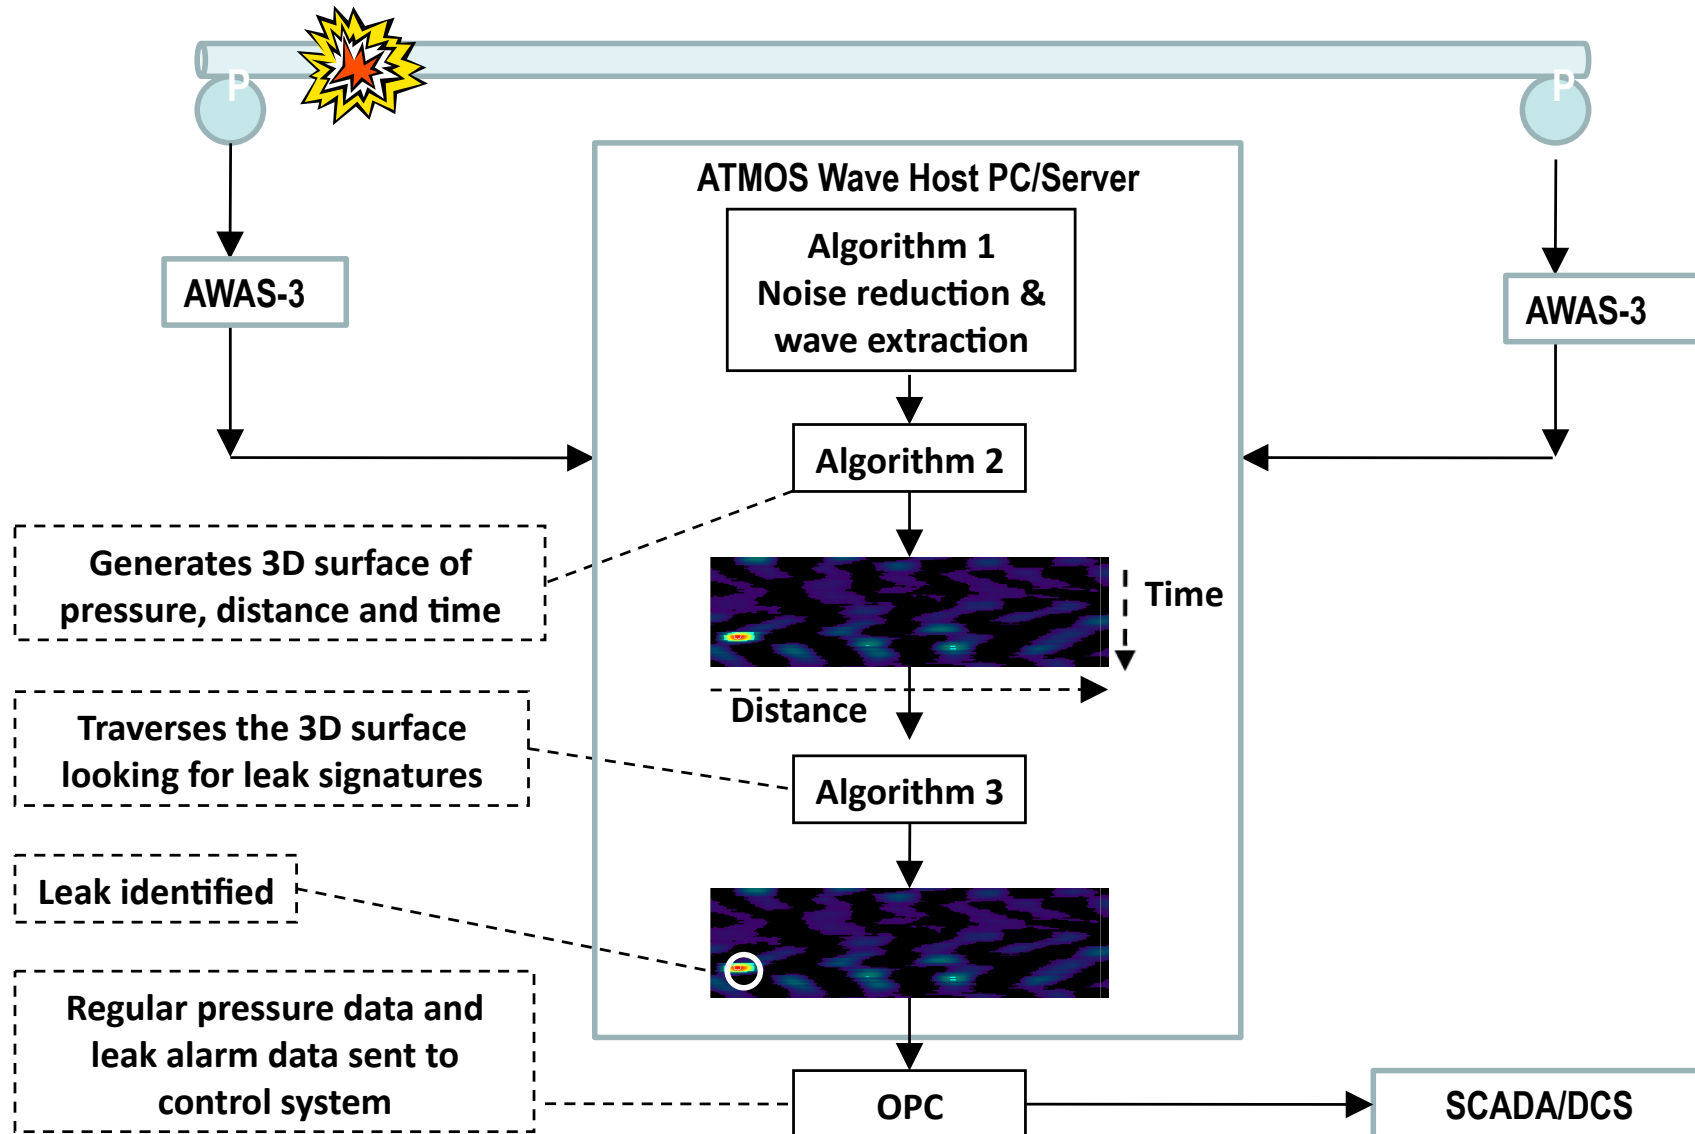 P
P
ATMOS Wave Host PC/Server
Algorithm 1
Noise reduction &
wave extraction
AWAS-3
AWAS-3
Algorithm 2
Generates 3D surface of
pressure, distance and time
Time
Distance
Traverses the 3D surface
looking for leak signatures
Algorithm 3
Leak identified
Regular pressure data and
leak alarm data sent to
control system
OPC
SCADA/DCS